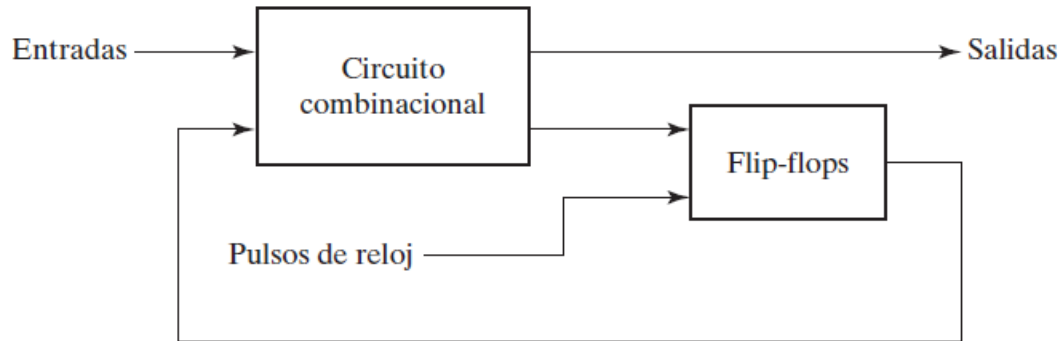 Entradas
Circuito
combinacional
Salidas
Flip-flops
Pulsos de reloj